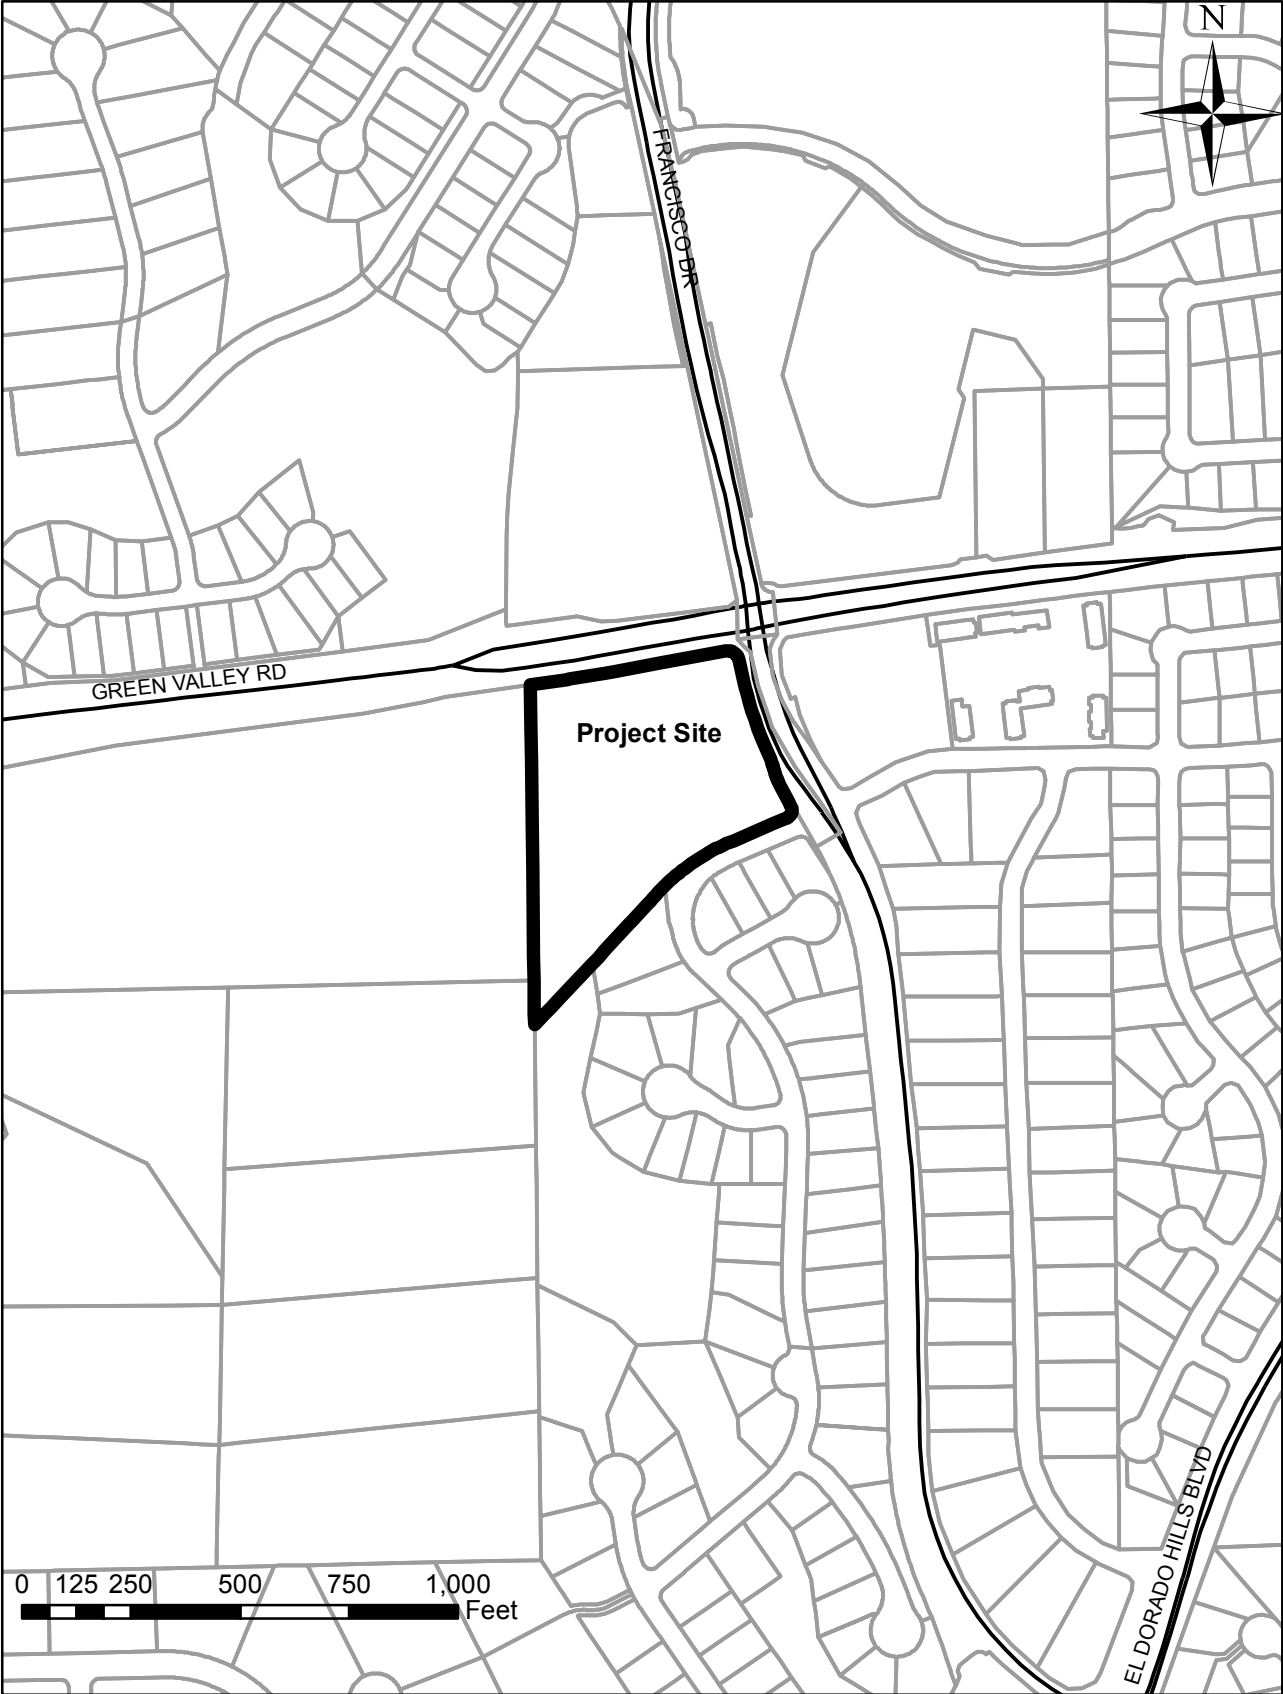 N
FRANCISCO DR
GREEN VALLEY RD
Project Site
EL DORADO HILLS BLVD
0 125 250 500 750 1,000
Feet